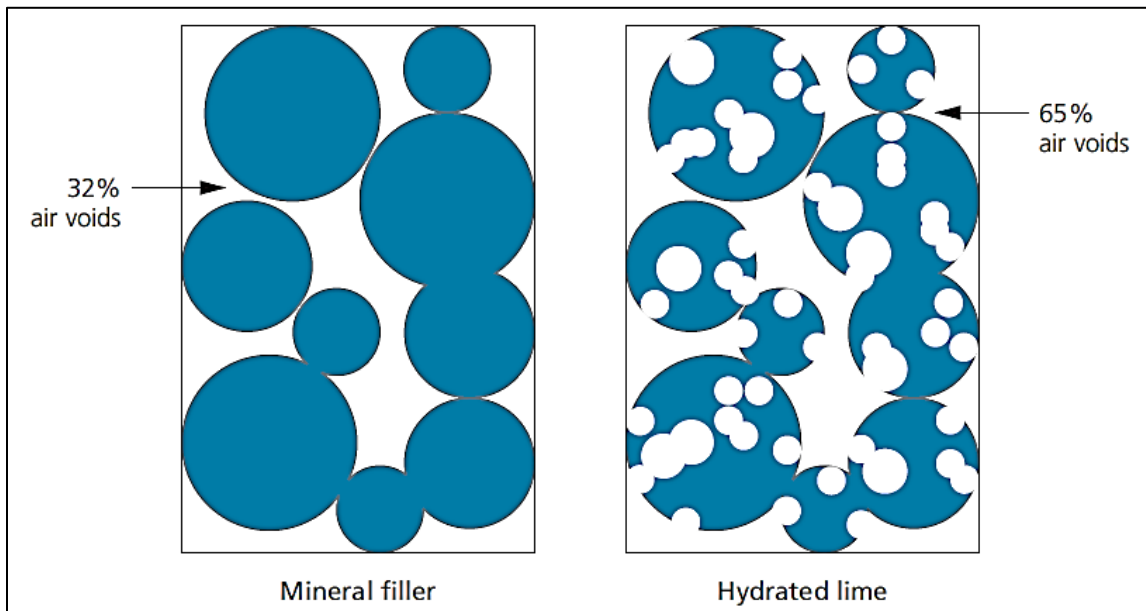 32%
air voids
65%
air voids
Mineral filler
Hydrated lime